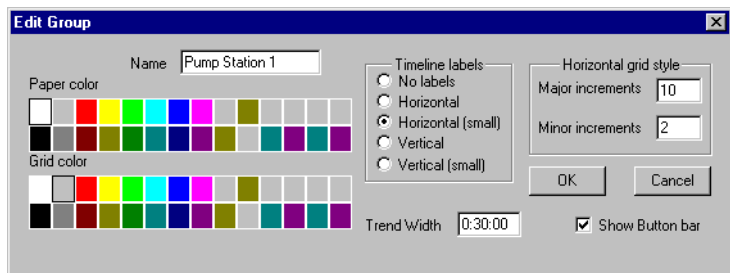 Edit Group
Name Pump Station 1
Paper color
Grid color
Timeline labels
No labels
Horizontal
Horizontal (small)
Vertical
Vertical (small)
Trend Width 0:30:00
Horizontal grid style
Major increments 10
Minor increments 2
OK Cancel
Show Button bar